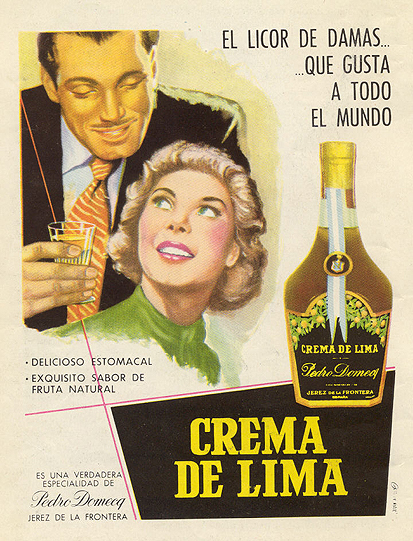 EL LICOR DE DAMAS...
...QUE GUSTA
A TODO
EL MUNDO
• DELICIOSO ESTOMACAL
• EXQUISITO SABOR DE
FRUTA NATURAL
CREMA DE LIMA
Pedro Domecq
JEREZ DE LA FRONTERA
ESPAÑA
CREMA
DE LIMA
ES UNA VERDADERA
ESPECIALIDAD DE
Pedro Domecq
JEREZ DE LA FRONTERA